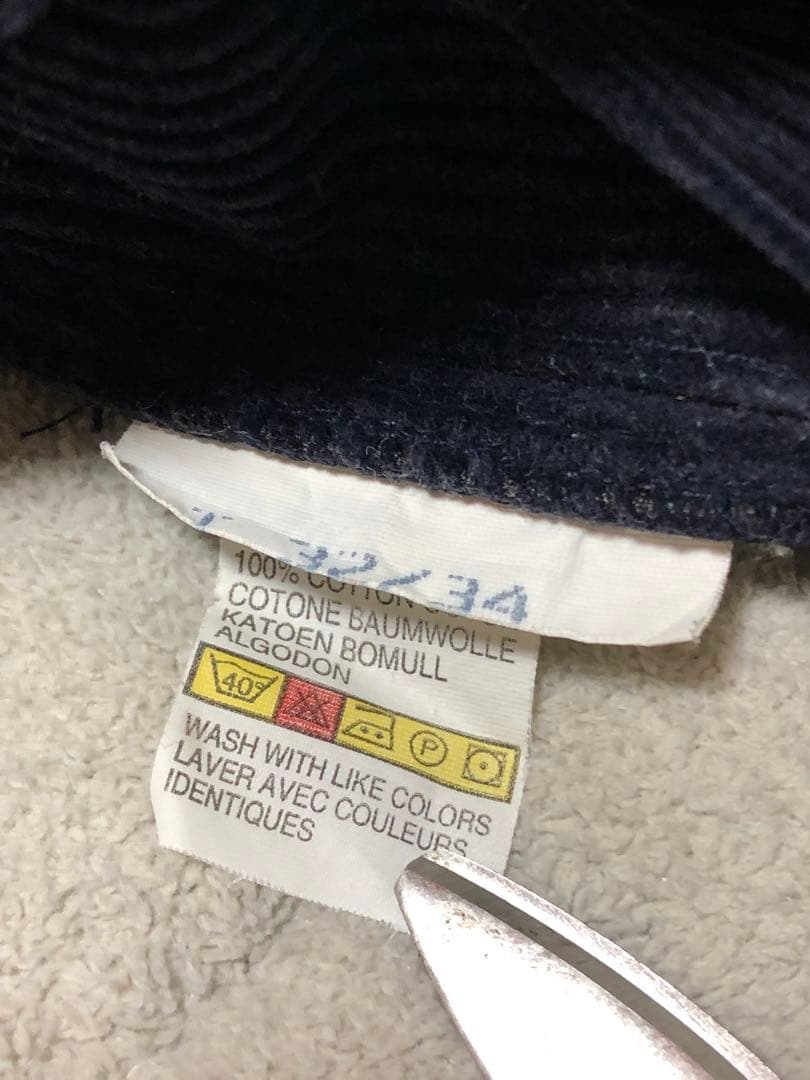 32/34
100% COTTON
COTONE BAUMWOLLE
KATOEN BOMULL
ALGODON
40°
P
WASH WITH LIKE COLORS
LAVER AVEC COULEURS
IDENTIQUES